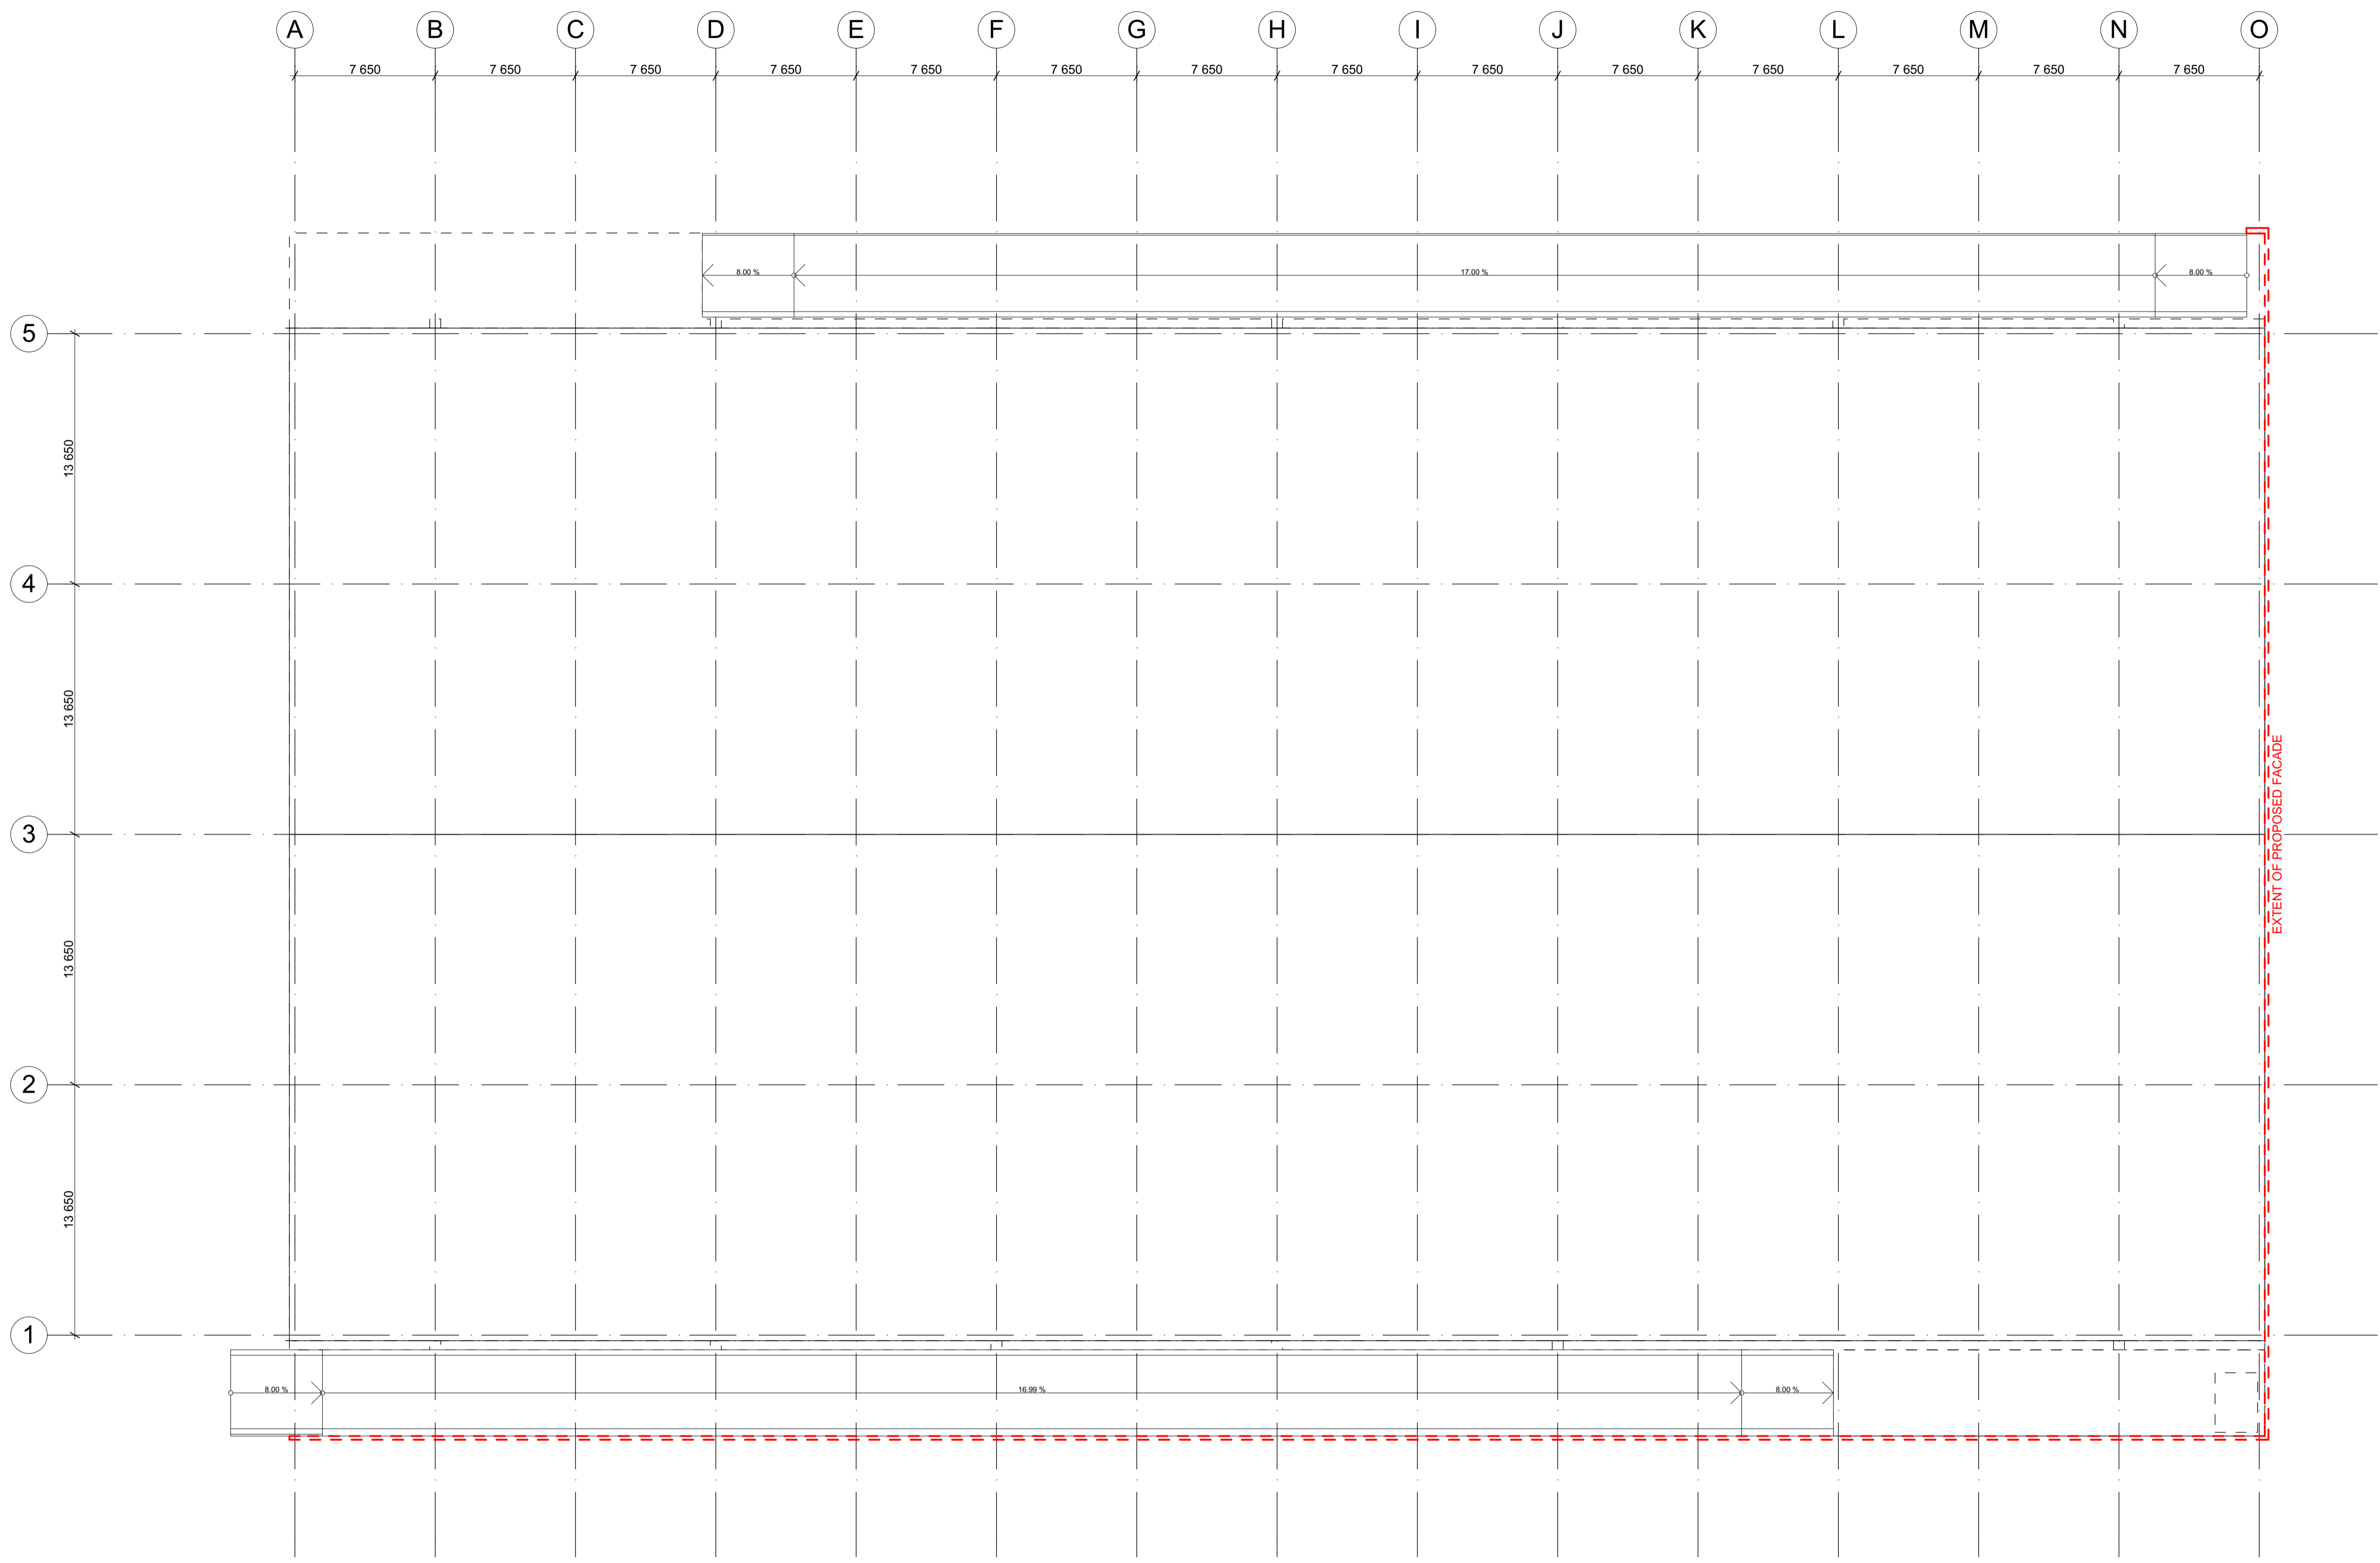 A B C D E F G H I J K L M N O
7 650 7 650 7 650 7 650 7 650 7 650 7 650 7 650 7 650 7 650 7 650 7 650 7 650 7 650
8.00 % 17.00 % 8.00 %
5
13 650
4
13 650
3
EXTENT OF PROPOSED FACADE
13 650
2
13 650
1
8.00 % 16.99 % 8.00 %